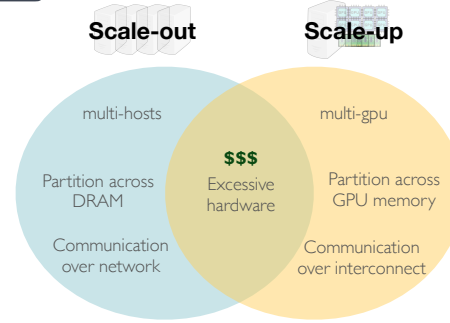 Scale-out
Scale-up
multi-hosts
Partition across
DRAM
Communication
over network
$$$
Excessive
hardware
multi-gpu
Partition across
GPU memory
Communication
over interconnect